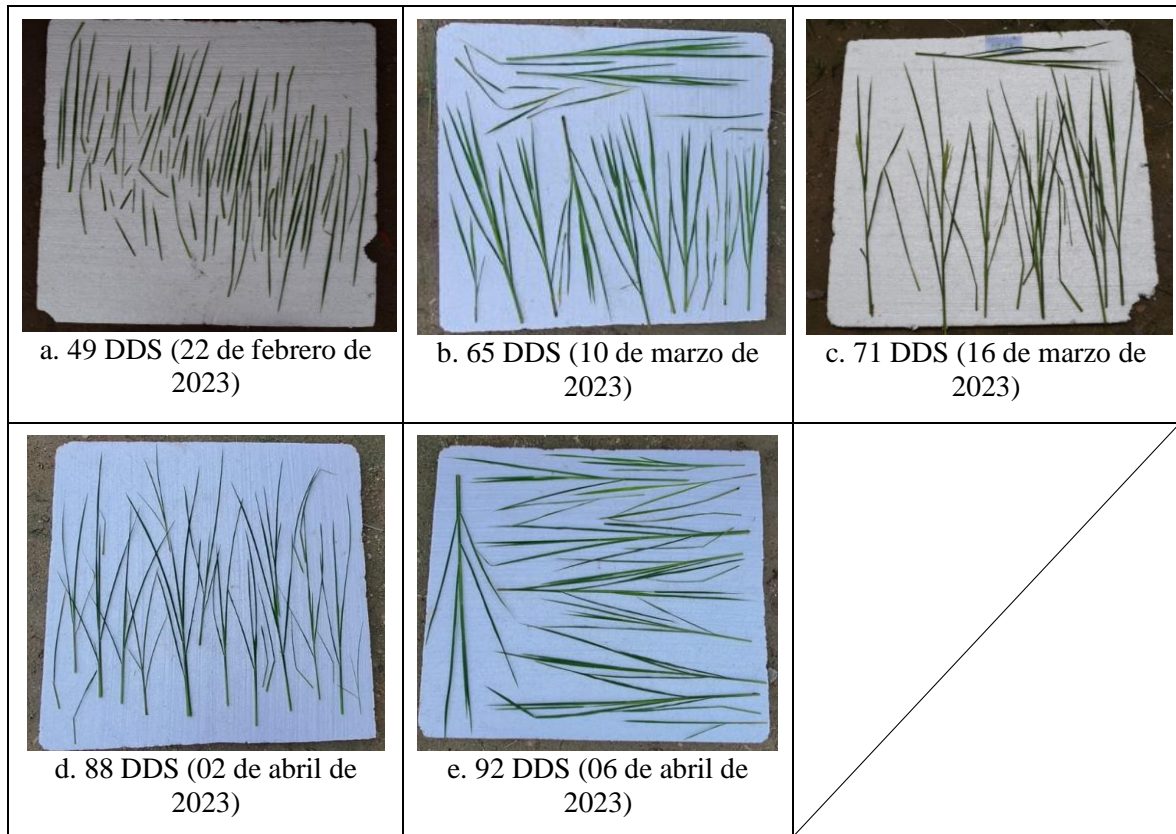 a. 49 DDS (22 de febrero de
2023)
b. 65 DDS (10 de marzo de
2023)
c. 71 DDS (16 de marzo de
2023)
d. 88 DDS (02 de abril de
2023)
e. 92 DDS (06 de abril de
2023)